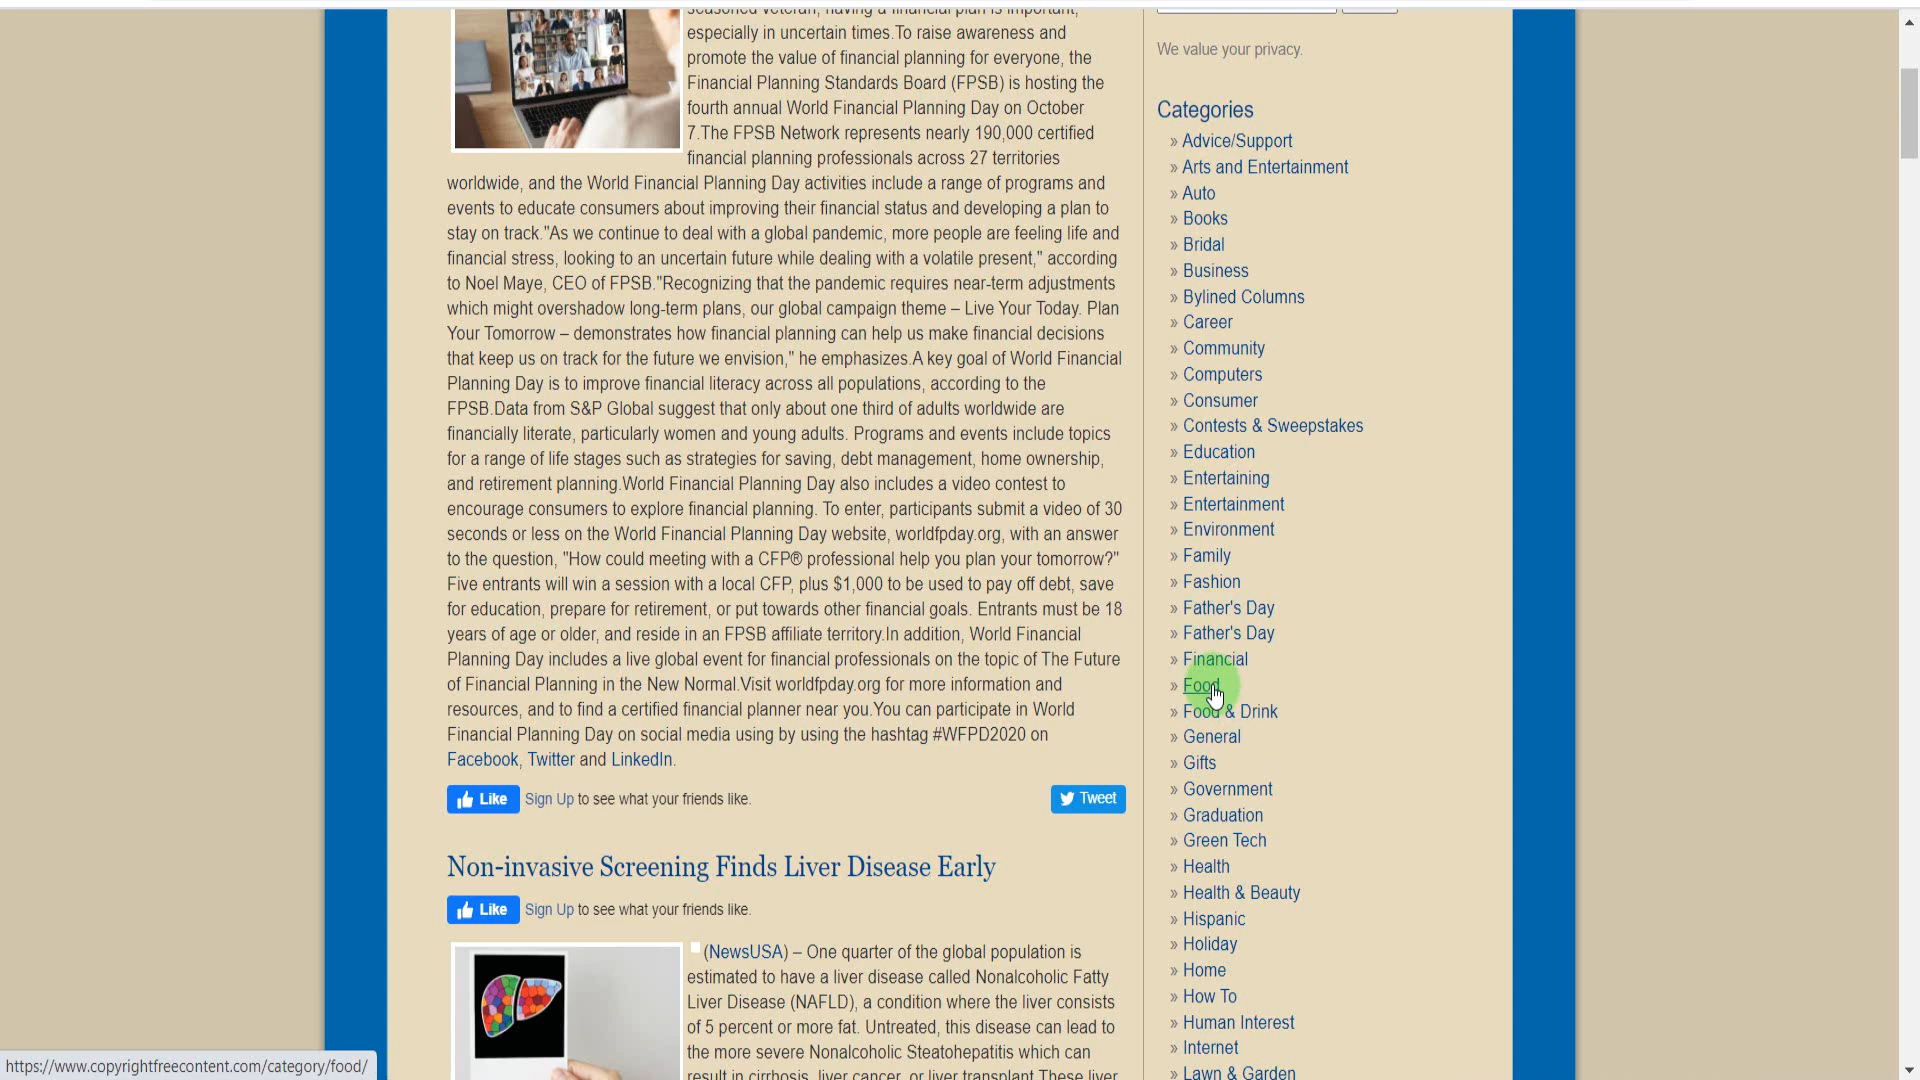 seasoned veteran, having a financial plan is important,
especially in uncertain times.To raise awareness and
promote the value of financial planning for everyone, the
Financial Planning Standards Board (FPSB) is hosting the
fourth annual World Financial Planning Day on October
7.The FPSB Network represents nearly 190,000 certified
financial planning professionals across 27 territories
worldwide, and the World Financial Planning Day activities include a range of programs and
events to educate consumers about improving their financial status and developing a plan to
stay on track."As we continue to deal with a global pandemic, more people are feeling life and
financial stress, looking to an uncertain future while dealing with a volatile present," according
to Noel Maye, CEO of FPSB."Recognizing that the pandemic requires near-term adjustments
which might overshadow long-term plans, our global campaign theme – Live Your Today. Plan
Your Tomorrow – demonstrates how financial planning can help us make financial decisions
that keep us on track for the future we envision," he emphasizes.A key goal of World Financial
Planning Day is to improve financial literacy across all populations, according to the
FPSB.Data from S&P Global suggest that only about one third of adults worldwide are
financially literate, particularly women and young adults. Programs and events include topics
for a range of life stages such as strategies for saving, debt management, home ownership,
and retirement planning.World Financial Planning Day also includes a video contest to
encourage consumers to explore financial planning. To enter, participants submit a video of 30
seconds or less on the World Financial Planning Day website, worldfpday.org, with an answer
to the question, "How could meeting with a CFP® professional help you plan your tomorrow?"
Five entrants will win a session with a local CFP, plus $1,000 to be used to pay off debt, save
for education, prepare for retirement, or put towards other financial goals. Entrants must be 18
years of age or older, and reside in an FPSB affiliate territory.In addition, World Financial
Planning Day includes a live global event for financial professionals on the topic of The Future
of Financial Planning in the New Normal.Visit worldfpday.org for more information and
resources, and to find a certified financial planner near you.You can participate in World
Financial Planning Day on social media using by using the hashtag #WFPD2020 on
Facebook, Twitter and LinkedIn.
Like Sign Up to see what your friends like. Tweet
Non-invasive Screening Finds Liver Disease Early
Like Sign Up to see what your friends like.
(NewsUSA) – One quarter of the global population is
estimated to have a liver disease called Nonalcoholic Fatty
Liver Disease (NAFLD), a condition where the liver consists
of 5 percent or more fat. Untreated, this disease can lead to
the more severe Nonalcoholic Steatohepatitis which can
result in cirrhosis, liver cancer, or liver transplant.These liver
We value your privacy.
Categories
» Advice/Support
» Arts and Entertainment
» Auto
» Books
» Bridal
» Business
» Bylined Columns
» Career
» Community
» Computers
» Consumer
» Contests & Sweepstakes
» Education
» Entertaining
» Entertainment
» Environment
» Family
» Fashion
» Father's Day
» Father's Day
» Financial
» Food
» Food & Drink
» General
» Gifts
» Government
» Graduation
» Green Tech
» Health
» Health & Beauty
» Hispanic
» Holiday
» Home
» How To
» Human Interest
» Internet
» Lawn & Garden
https://www.copyrightfreecontent.com/category/food/